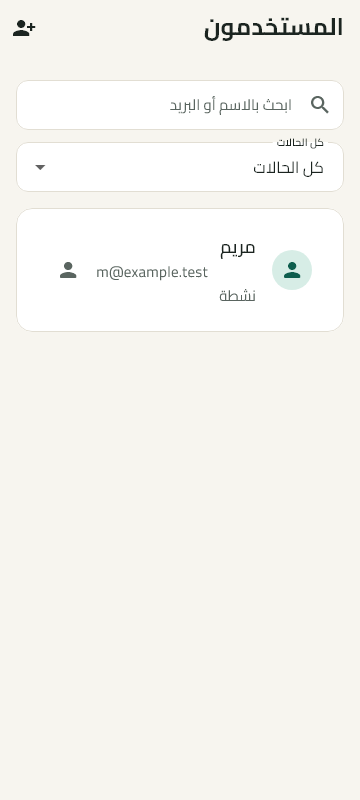 المستخدمون
ابحث بالاسم أو البريد
كل الحالات
كل الحالات
مريم
m@example.test
نشطة